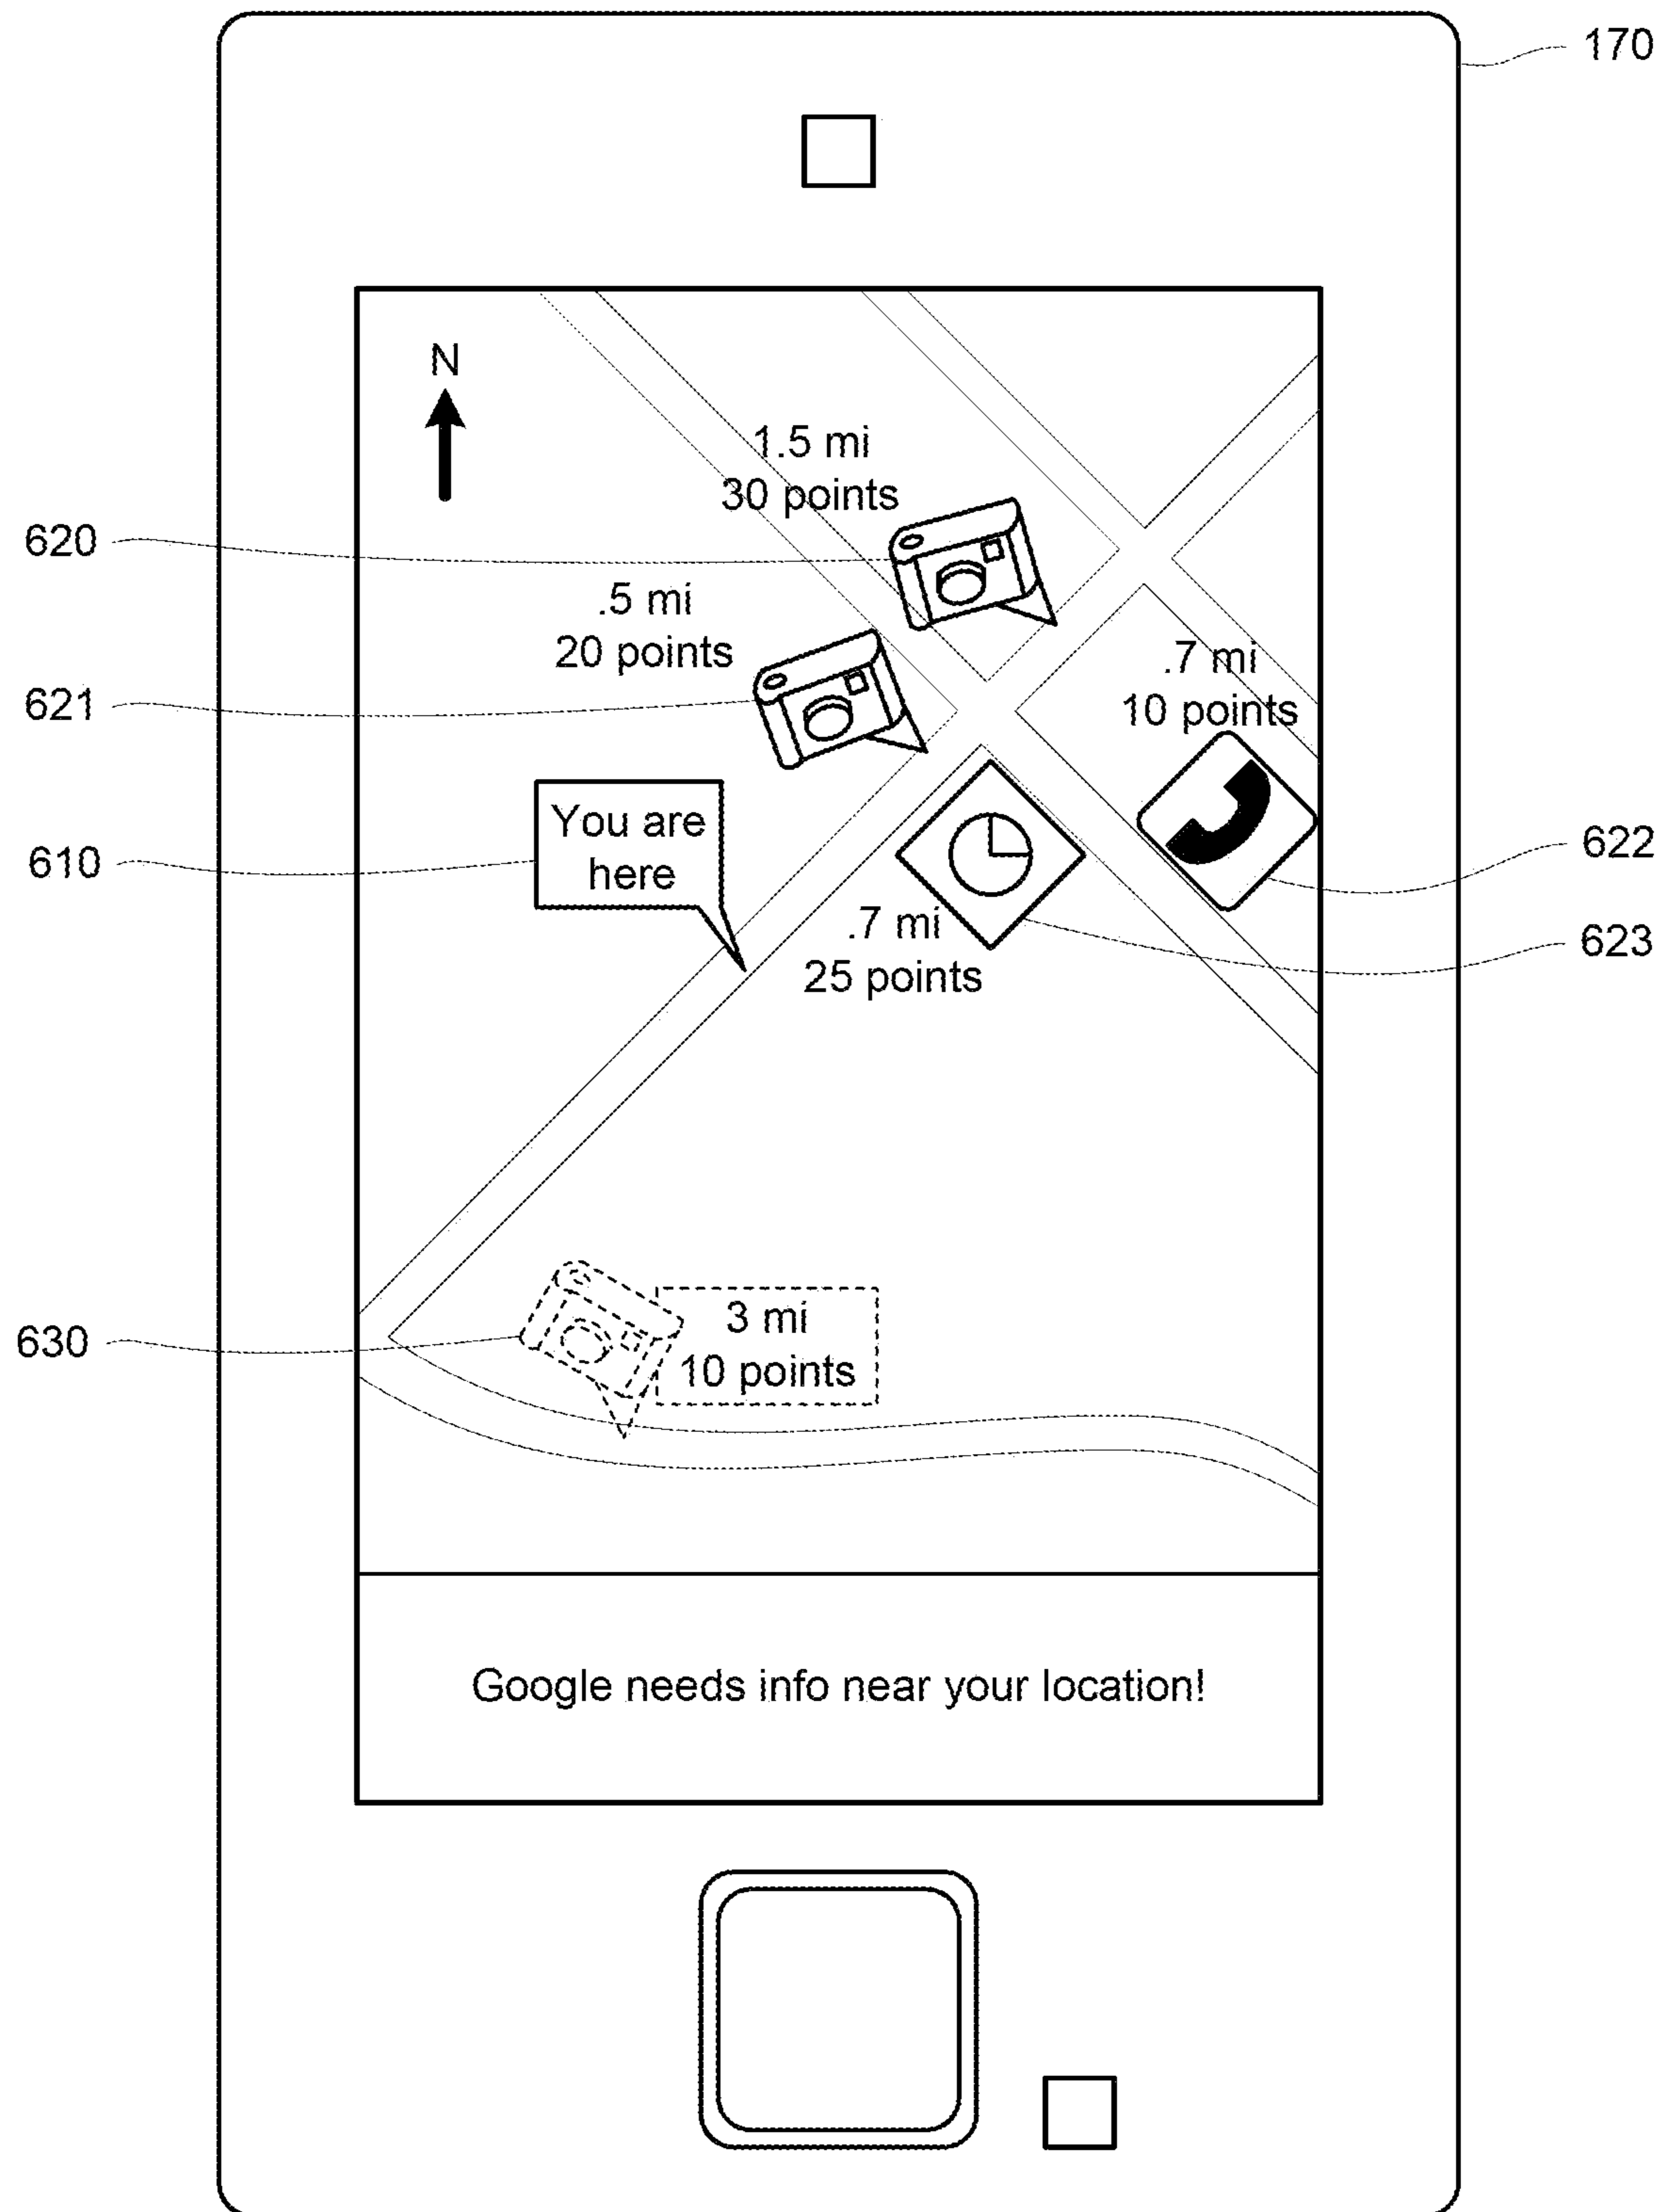 170
N
1.5 mi
30 points
620
.5 mi
20 points
.7 mi
10 points
621
You are
here
610
622
.7 mi
25 points
623
3 mi
10 points
630
Google needs info near your location!